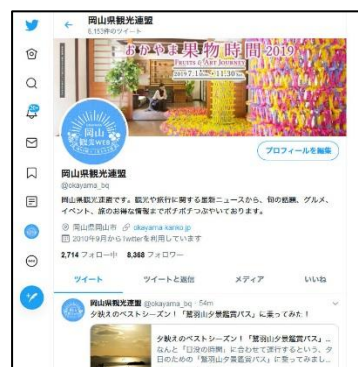 岡山県観光連盟
6,153件のツイート
おかやま果物時間 2019
FRUITS & ART JOURNEY
2019 7.15 - 11.30
岡山
観光WEB
プロフィールを編集
岡山県観光連盟
@okayama_bq
岡山県観光連盟です。観光や旅行に関する最新ニュースから、旬の話題、グルメ、
イベント、旅のお得な情報までボチボチつぶやいております。
岡山県岡山市 okayama-kanko.jp
2010年9月からTwitterを利用しています
2,714 フォロー中 8,368 フォロワー
ツイート ツイートと返信 メディア いいね
岡山県観光連盟 @okayama_bq · 54m
夕映えのベストシーズン！「鷲羽山夕景鑑賞バス」に乗ってみた！
夕映えのベストシーズン！「鷲羽山夕景鑑賞バス」...
なんと「日没の時間」に合わせて運行するという、夕
日のための「鷲羽山夕景鑑賞バス」に乗ってみまし...